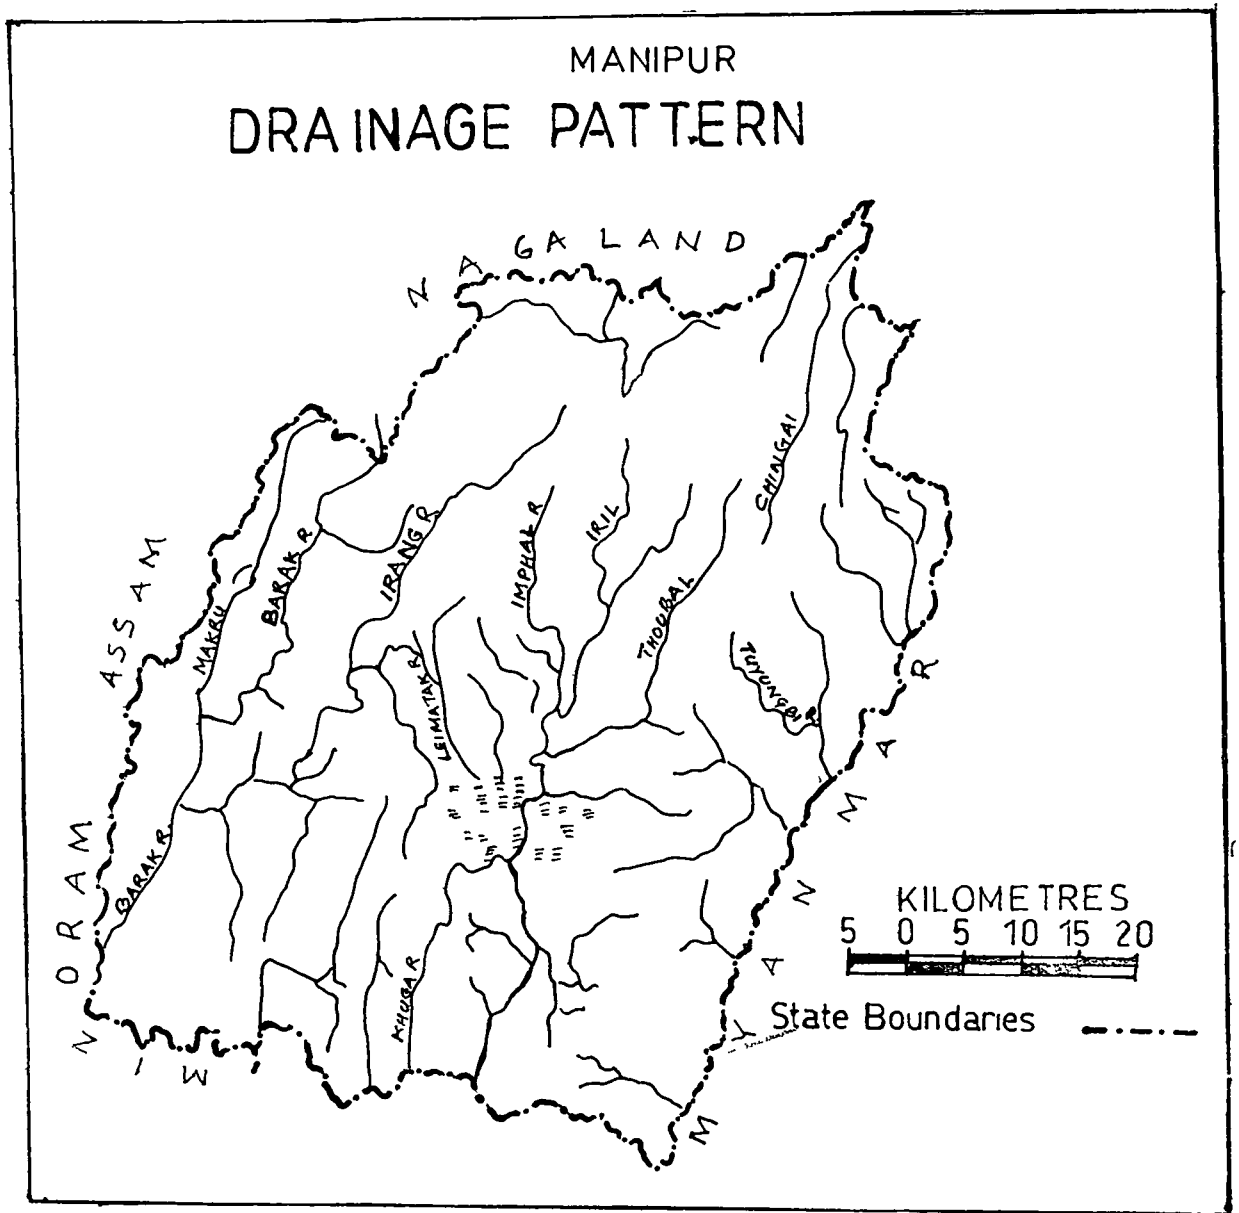 MANIPUR
DRAINAGE PATTERN
NAGALAND
ASSAM
MIZORAM
MYANMAR
MAKRU
BARAK R
IRANG R
IMPHAL R
IRIL
THOUBAL
CHINGAI
TUYUNGBI R
LEIMATAK R
BARAK R.
KHUGA R
KILOMETRES
5 0 5 10 15 20
State Boundaries